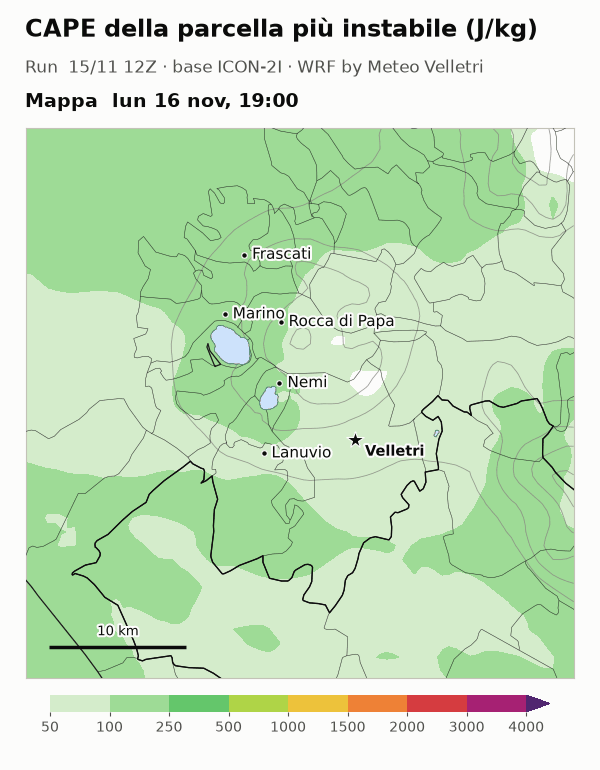 CAPE della parcella più instabile (J/kg)
Run  15/11 12Z · base ICON-2I · WRF by Meteo Velletri
Mappa  lun 16 nov, 19:00
Frascati
Marino
Rocca di Papa
Nemi
Velletri
Lanuvio
10 km
50 100 250 500 1000 1500 2000 3000 4000